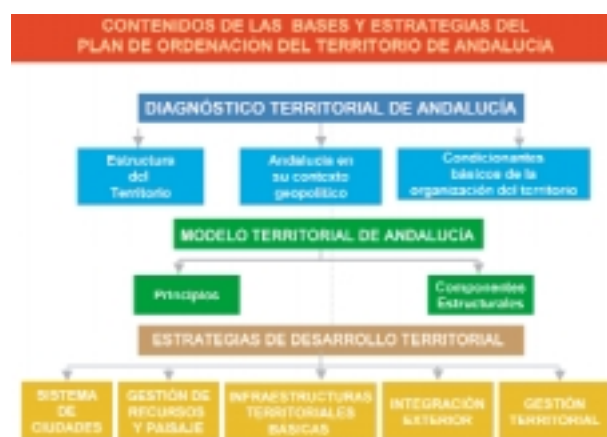 CONTENIDOS DE LAS BASES Y ESTRATEGIAS DEL
PLAN DE ORDENACION DEL TERRITORIO DE ANDALUCIA
DIAGNÓSTICO TERRITORIAL DE ANDALUCÍA
Estructura
del
Territorio
Andalucía en
su contexto
geopolítico
Condicionantes
básicos de la
organización del territorio
MODELO TERRITORIAL DE ANDALUCÍA
Principios
Componentes
Estructurales
ESTRATEGIAS DE DESARROLLO TERRITORIAL
SISTEMA
DE
CIUDADES
GESTIÓN DE
RECURSOS
Y PAISAJE
INFRAESTRUCTURAS
TERRITORIALES
BÁSICAS
INTEGRACIÓN
EXTERIOR
GESTIÓN
TERRITORIAL